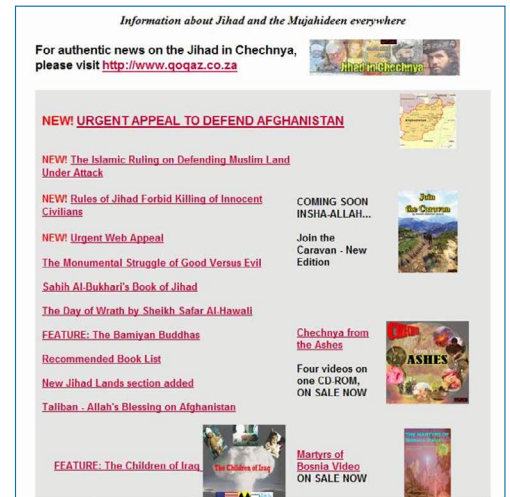 Information about Jihad and the Mujahideen everywhere
For authentic news on the Jihad in Chechnya,
please visit http://www.qoqaz.co.za
Jihad in Chechnya
NEW! URGENT APPEAL TO DEFEND AFGHANISTAN
NEW! The Islamic Ruling on Defending Muslim Land
Under Attack
NEW! Rules of Jihad Forbid Killing of Innocent
Civilians
NEW! Urgent Web Appeal
The Monumental Struggle of Good Versus Evil
Sahih Al-Bukhari's Book of Jihad
The Day of Wrath by Sheikh Safar Al-Hawali
FEATURE: The Bamiyan Buddhas
Recommended Book List
New Jihad Lands section added
Taliban - Allah's Blessing on Afghanistan
COMING SOON
INSHA-ALLAH...
Join the
Caravan - New
Edition
Join
the Caravan
Chechnya from
the Ashes
Four videos on
one CD-ROM,
ON SALE NOW
ASHES
FEATURE: The Children of Iraq
The Children of Iraq
Martyrs of
Bosnia Video
ON SALE NOW